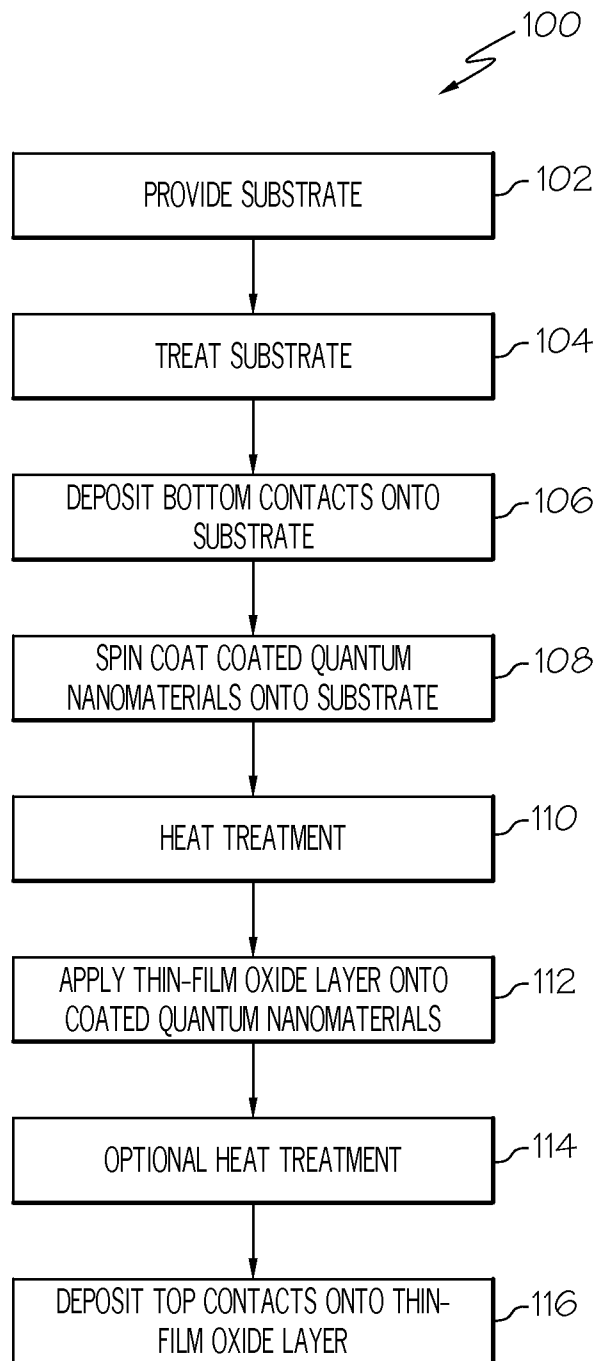 100
PROVIDE SUBSTRATE
102
TREAT SUBSTRATE
104
DEPOSIT BOTTOM CONTACTS ONTO
SUBSTRATE
106
SPIN COAT COATED QUANTUM
NANOMATERIALS ONTO SUBSTRATE
108
HEAT TREATMENT
110
APPLY THIN-FILM OXIDE LAYER ONTO
COATED QUANTUM NANOMATERIALS
112
OPTIONAL HEAT TREATMENT
114
DEPOSIT TOP CONTACTS ONTO THIN-
FILM OXIDE LAYER
116